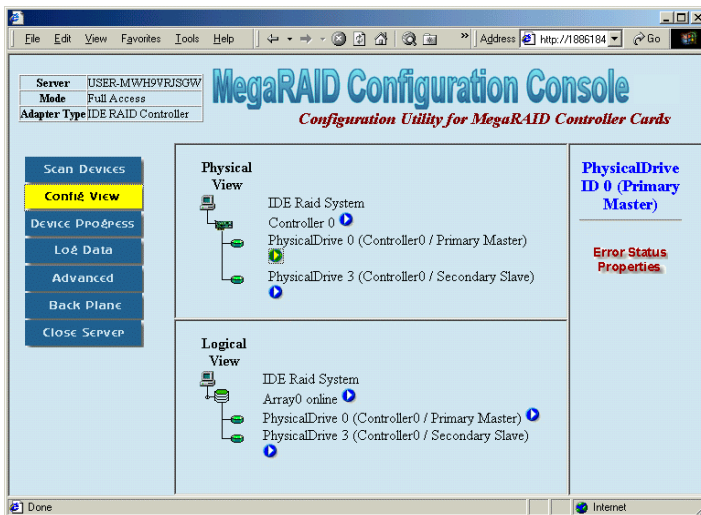 File Edit View Favorites Tools Help » Address http://1886184 Go
Server USER-MWH9VRJSGW
Mode Full Access
Adapter Type IDE RAID Controller
MegaRAID Configuration Console
Configuration Utility for MegaRAID Controller Cards
Scan Devices
Config View
Device Progress
Log Data
Advanced
Back Plane
Close Server
Physical
View
IDE Raid System
Controller 0
PhysicalDrive 0 (Controller0 / Primary Master)
PhysicalDrive 3 (Controller0 / Secondary Slave)
Logical
View
IDE Raid System
Array0 online
PhysicalDrive 0 (Controller0 / Primary Master)
PhysicalDrive 3 (Controller0 / Secondary Slave)
PhysicalDrive
ID 0 (Primary
Master)
Error Status
Properties
Done
Internet